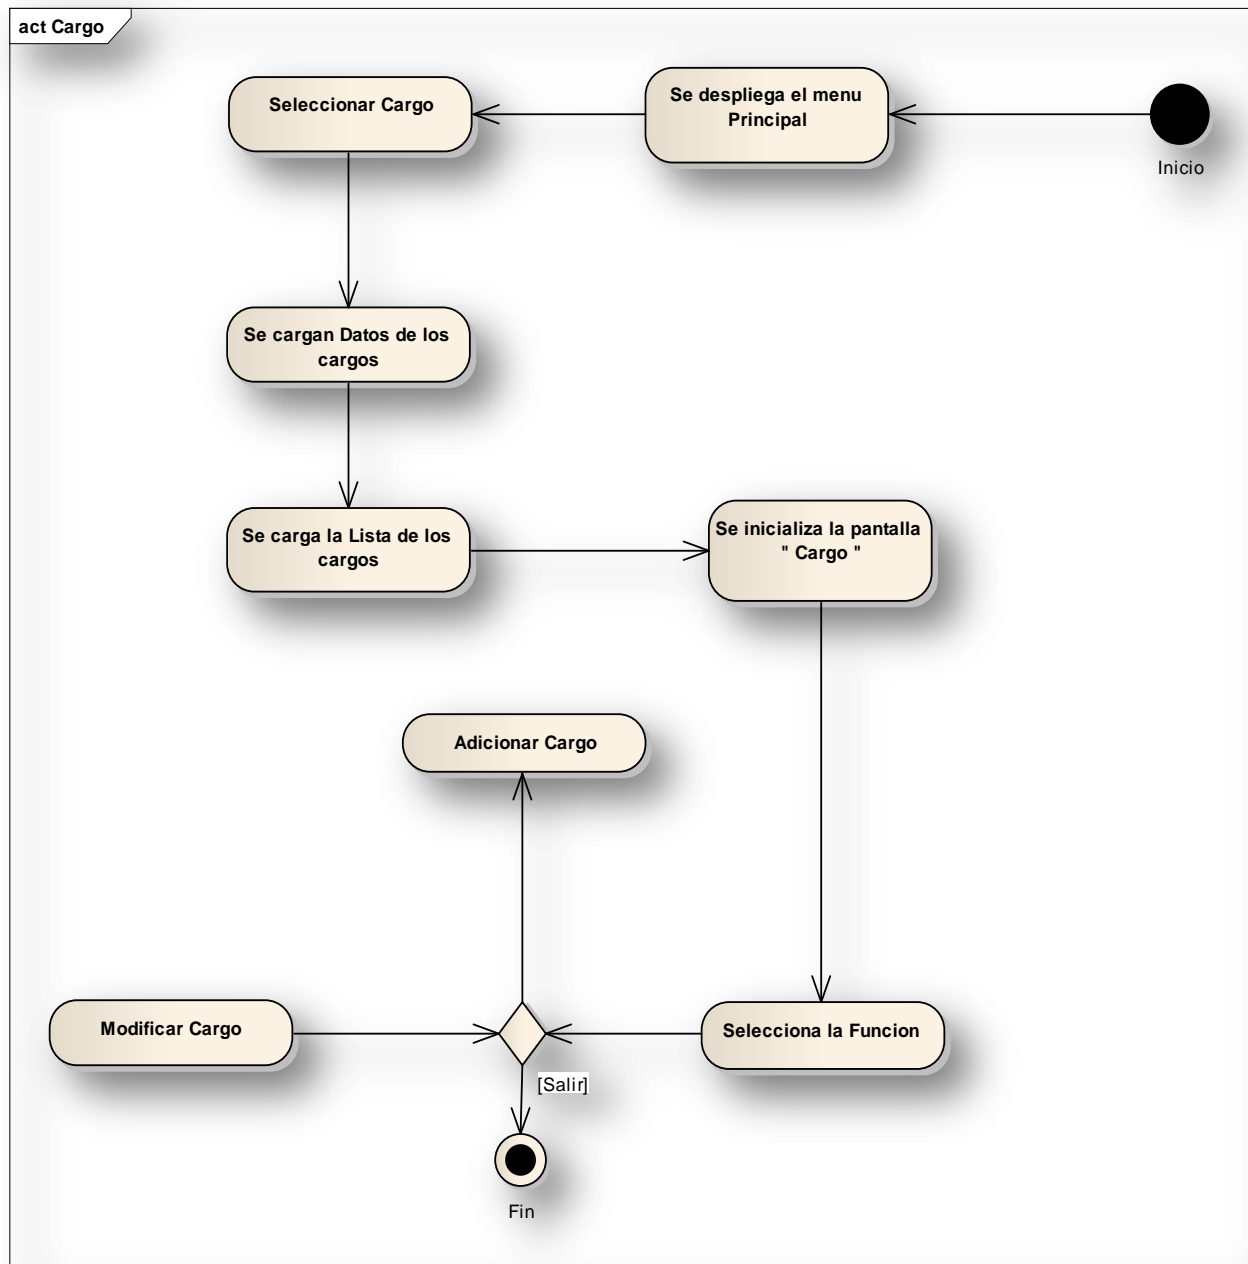 act Cargo
Seleccionar Cargo
Se despliega el menu
Principal
Inicio
Se cargan Datos de los
cargos
Se carga la Lista de los
cargos
Se inicializa la pantalla
" Cargo "
Adicionar Cargo
Modificar Cargo
Selecciona la Funcion
[Salir]
Fin